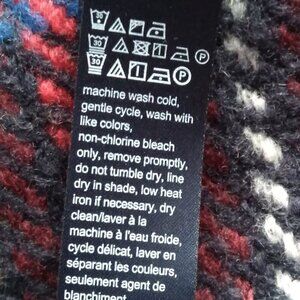 machine wash cold,
gentle cycle, wash with
like colors,
non-chlorine bleach
only, remove promptly,
do not tumble dry, line
dry in shade, low heat
iron if necessary, dry
clean/laver à la
machine à l'eau froide,
cycle délicat, laver en
séparant les couleurs,
seulement agent de
blanchiment